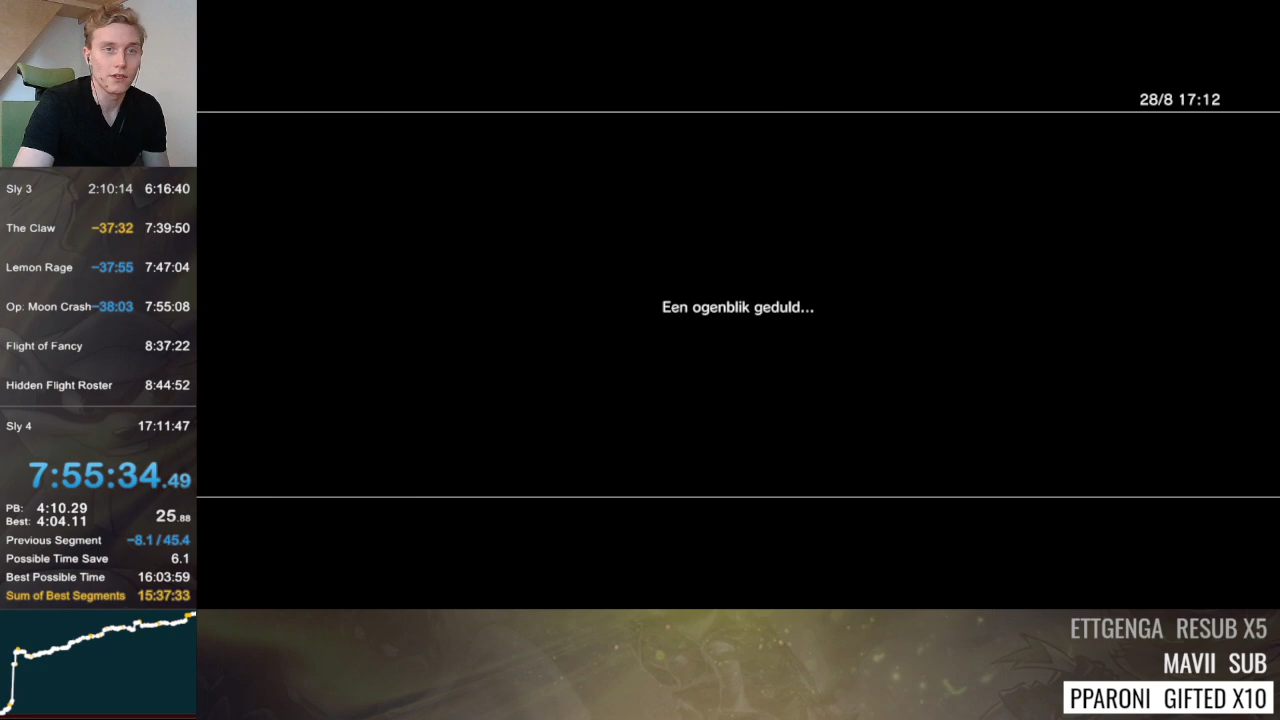 28/8 17:12
Een ogenblik geduld...
Sly 3 2:10:14 6:16:40
The Claw −37:32 7:39:50
Lemon Rage −37:55 7:47:04
Op: Moon Crash −38:03 7:55:08
Flight of Fancy 8:37:22
Hidden Flight Roster 8:44:52
Sly 4 17:11:47
7:55:34.49
PB: 4:10.29
Best: 4:04.11
25.88
Previous Segment −8.1 / 45.4
Possible Time Save 6.1
Best Possible Time 16:03:59
Sum of Best Segments 15:37:33
ETTGENGA RESUB X5
MAVII SUB
PPARONI GIFTED X10